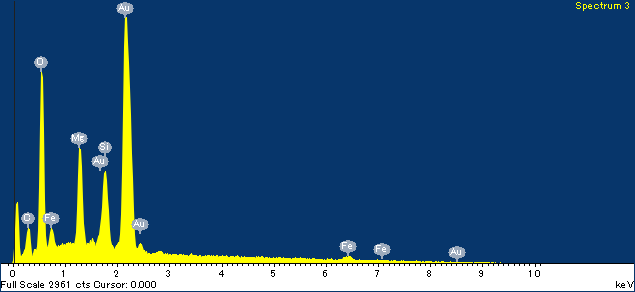 Spectrum 3
Au
O
Mg
Si
Au
O
Fe
Au
Fe
Fe
Au
0 1 2 3 4 5 6 7 8 9 10
Full Scale 2961 cts Cursor: 0.000 keV